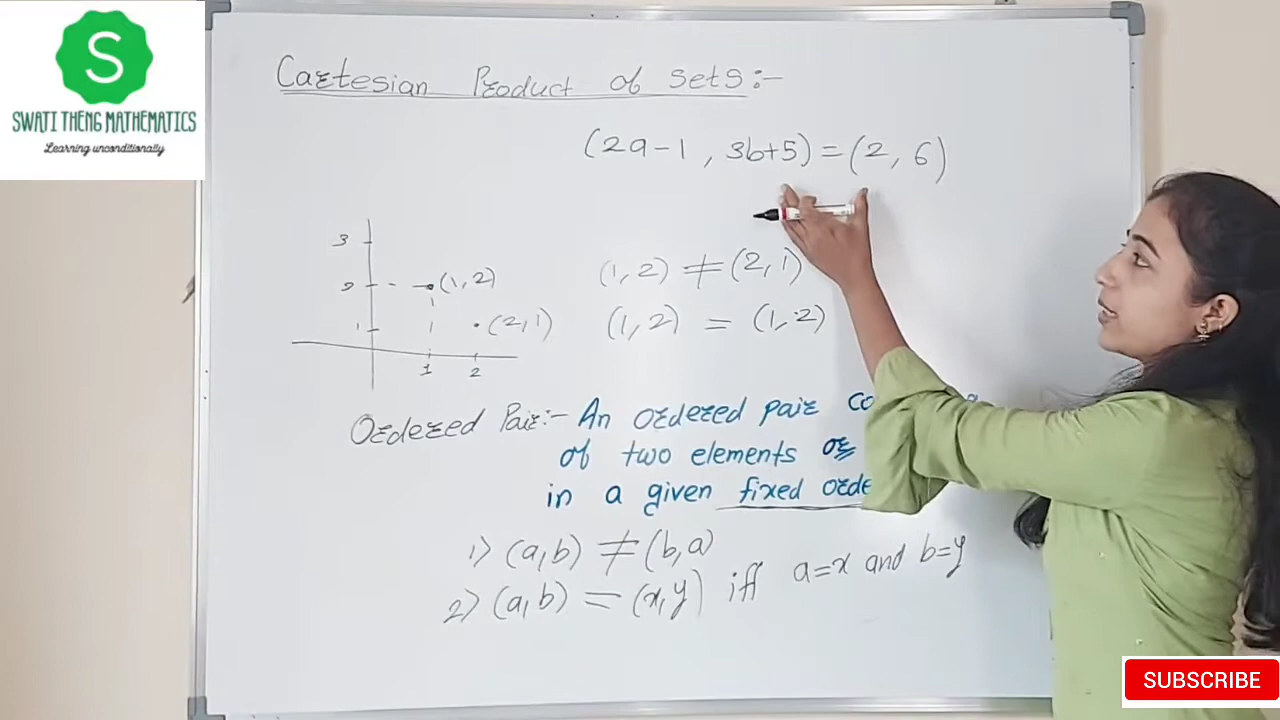 S
SWATI THENG MATHEMATICS
Learning unconditionally
Cartesian Product of sets:-
(2a-1, 3b+5) = (2, 6)
3
2
1
1
2
(1,2)
(2,1)
(1,2) ≠ (2,1)
(1,2) = (1,2)
Ordered Pair:- An ordered pair
of two elements or
in a given fixed orde
1) (a,b) ≠ (b,a)
2) (a,b) = (x,y) iff a=x and b=y
SUBSCRIBE